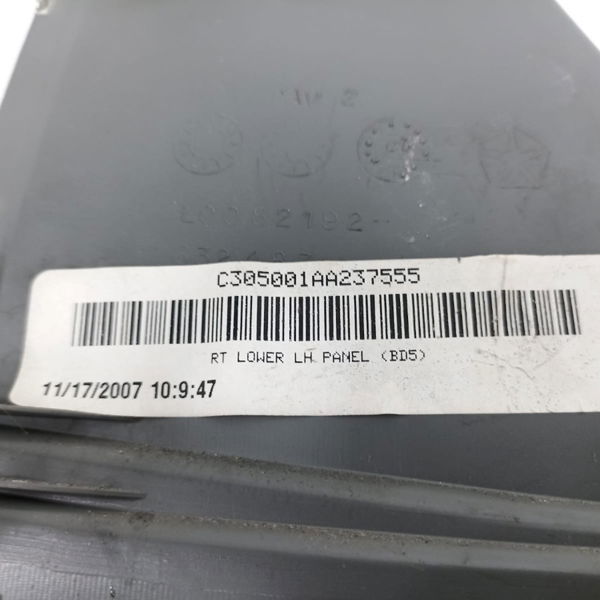 C305001AA237555
RT LOWER LH PANEL (BD5)
11/17/2007 10:9:47